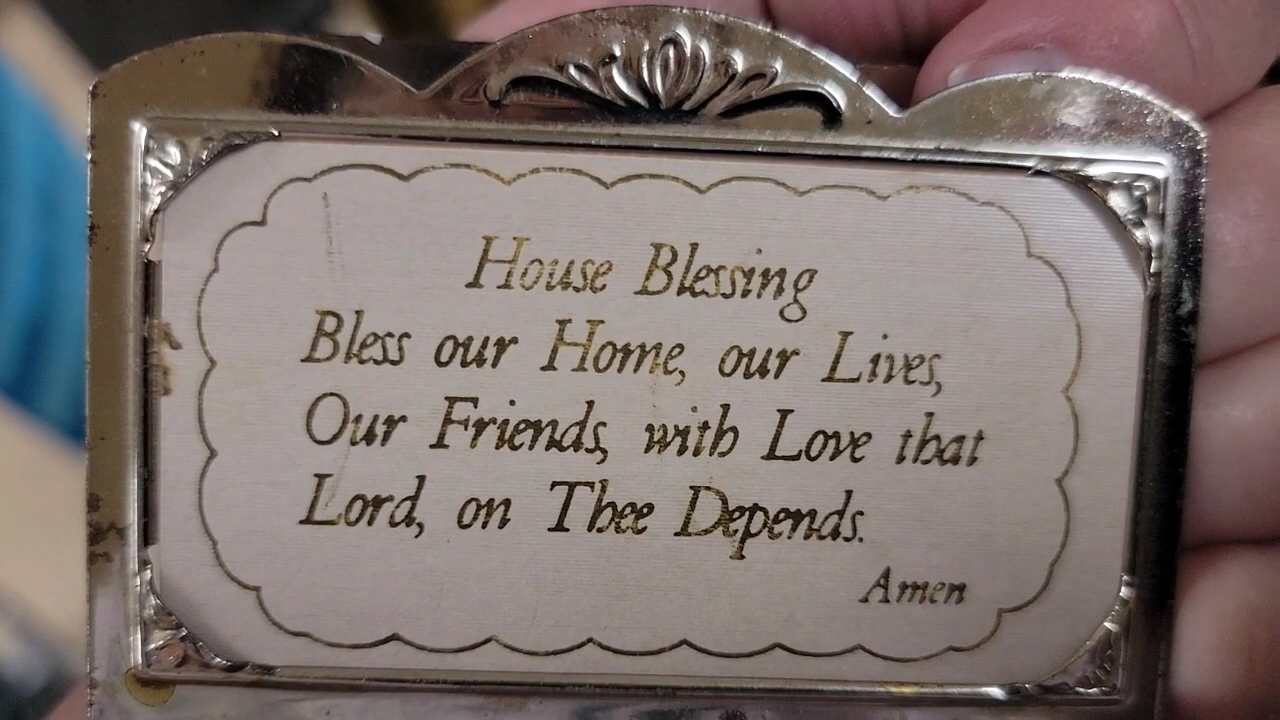 House Blessing
Bless our Home, our Lives,
Our Friends, with Love that
Lord, on Thee Depends.
Amen